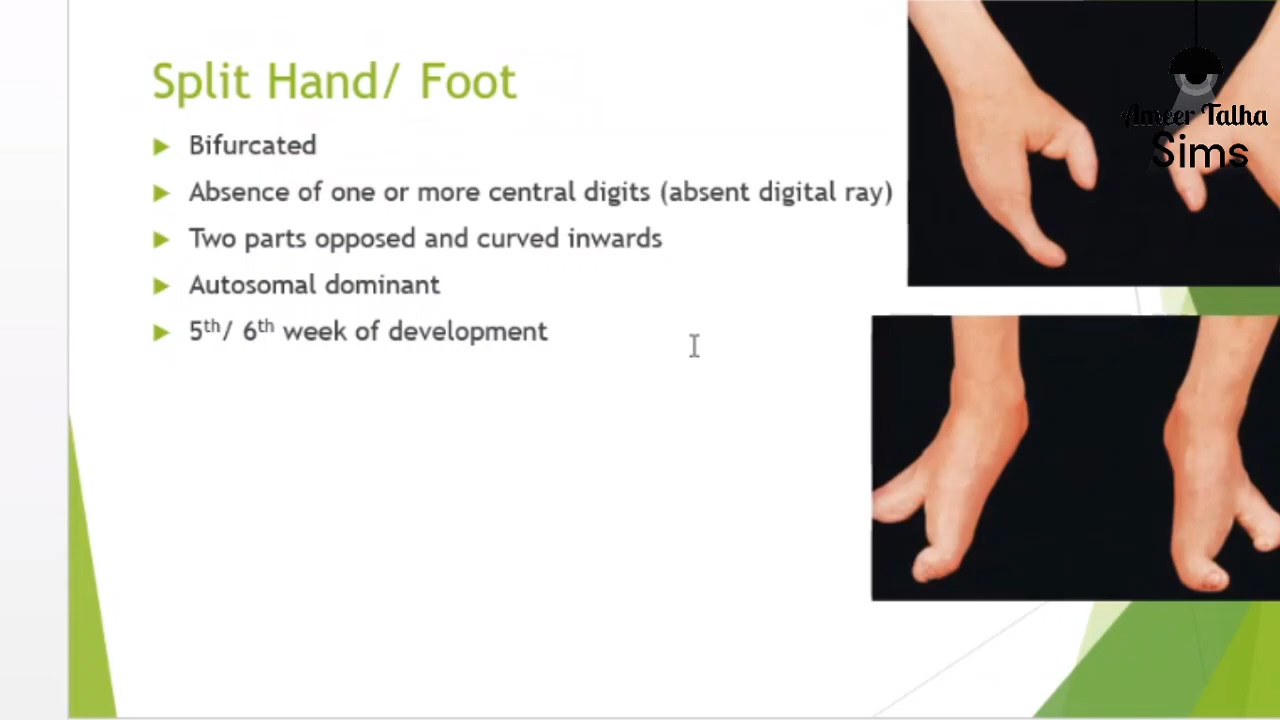 Split Hand/ Foot
Bifurcated
Absence of one or more central digits (absent digital ray)
Two parts opposed and curved inwards
Autosomal dominant
5th/ 6th week of development
Ameer Talha
Sims